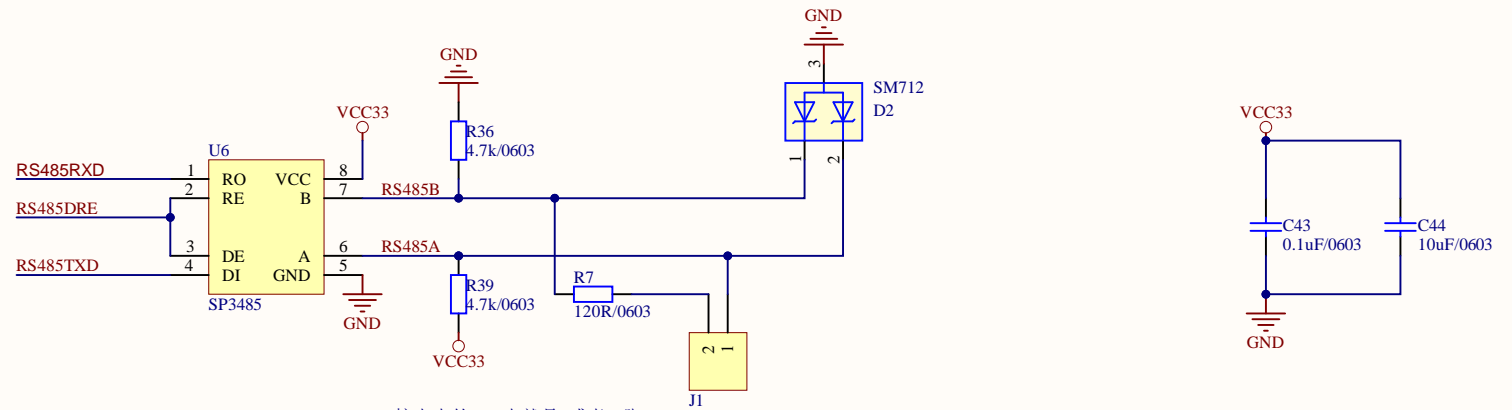 GND
GND
SM712
D2
VCC33
VCC33
3
1
2
R36
4.7k/0603
U6
RS485RXD
1
RO
VCC
8
2
RE
B
7
RS485B
RS485DRE
3
DE
A
6
RS485A
RS485TXD
4
DI
GND
5
SP3485
GND
R39
4.7k/0603
VCC33
R7
120R/0603
2
1
J1
C43
0.1uF/0603
C44
10uF/0603
GND